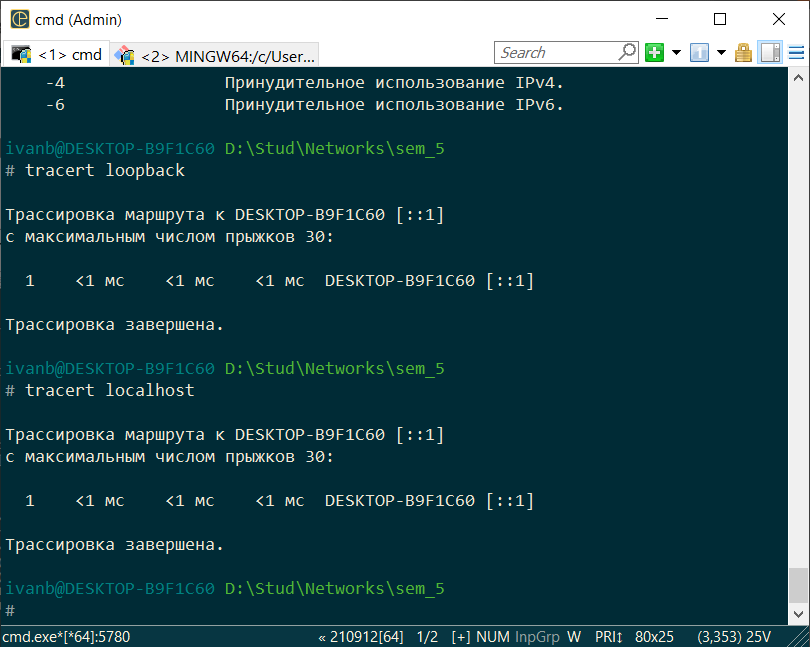 cmd (Admin)
<1> cmd <2> MINGW64:/c/User... Search
-4 Принудительное использование IPv4.
-6 Принудительное использование IPv6.
ivanb@DESKTOP-B9F1C60 D:\Stud\Networks\sem_5
# tracert loopback
Трассировка маршрута к DESKTOP-B9F1C60 [::1]
с максимальным числом прыжков 30:
1 <1 мс <1 мс <1 мс DESKTOP-B9F1C60 [::1]
Трассировка завершена.
ivanb@DESKTOP-B9F1C60 D:\Stud\Networks\sem_5
# tracert localhost
Трассировка маршрута к DESKTOP-B9F1C60 [::1]
с максимальным числом прыжков 30:
1 <1 мс <1 мс <1 мс DESKTOP-B9F1C60 [::1]
Трассировка завершена.
ivanb@DESKTOP-B9F1C60 D:\Stud\Networks\sem_5
#
cmd.exe*[*64]:5780 « 210912[64] 1/2 [+] NUM InpGrp W PRI↕ 80x25 (3,353) 25V